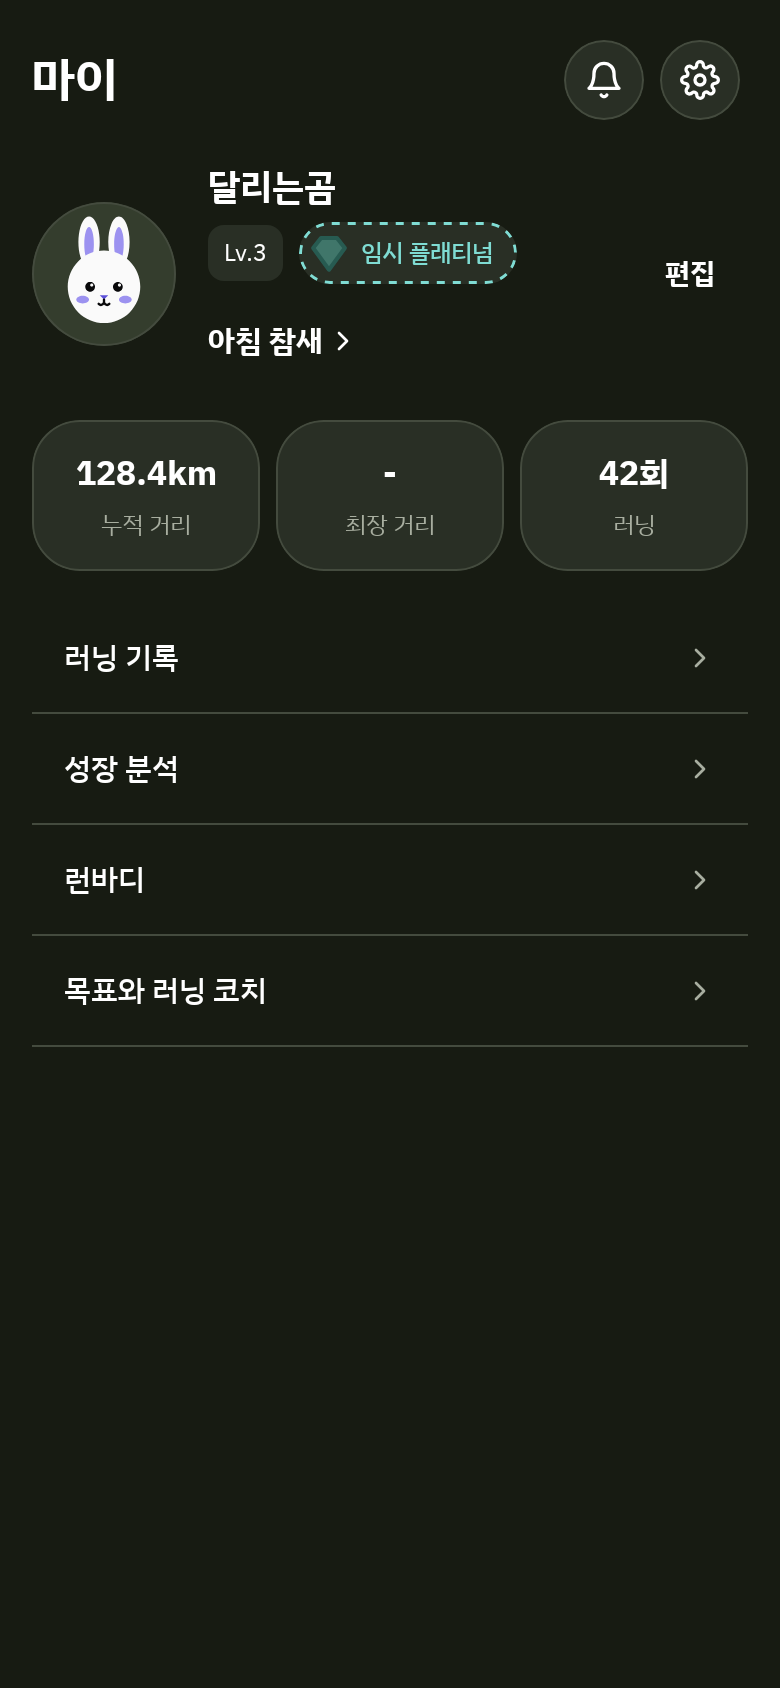 마이
달리는곰
Lv.3 임시 플래티넘
편집
아침 참새
128.4km - 42회
누적 거리 최장 거리 러닝
러닝 기록
성장 분석
런바디
목표와 러닝 코치